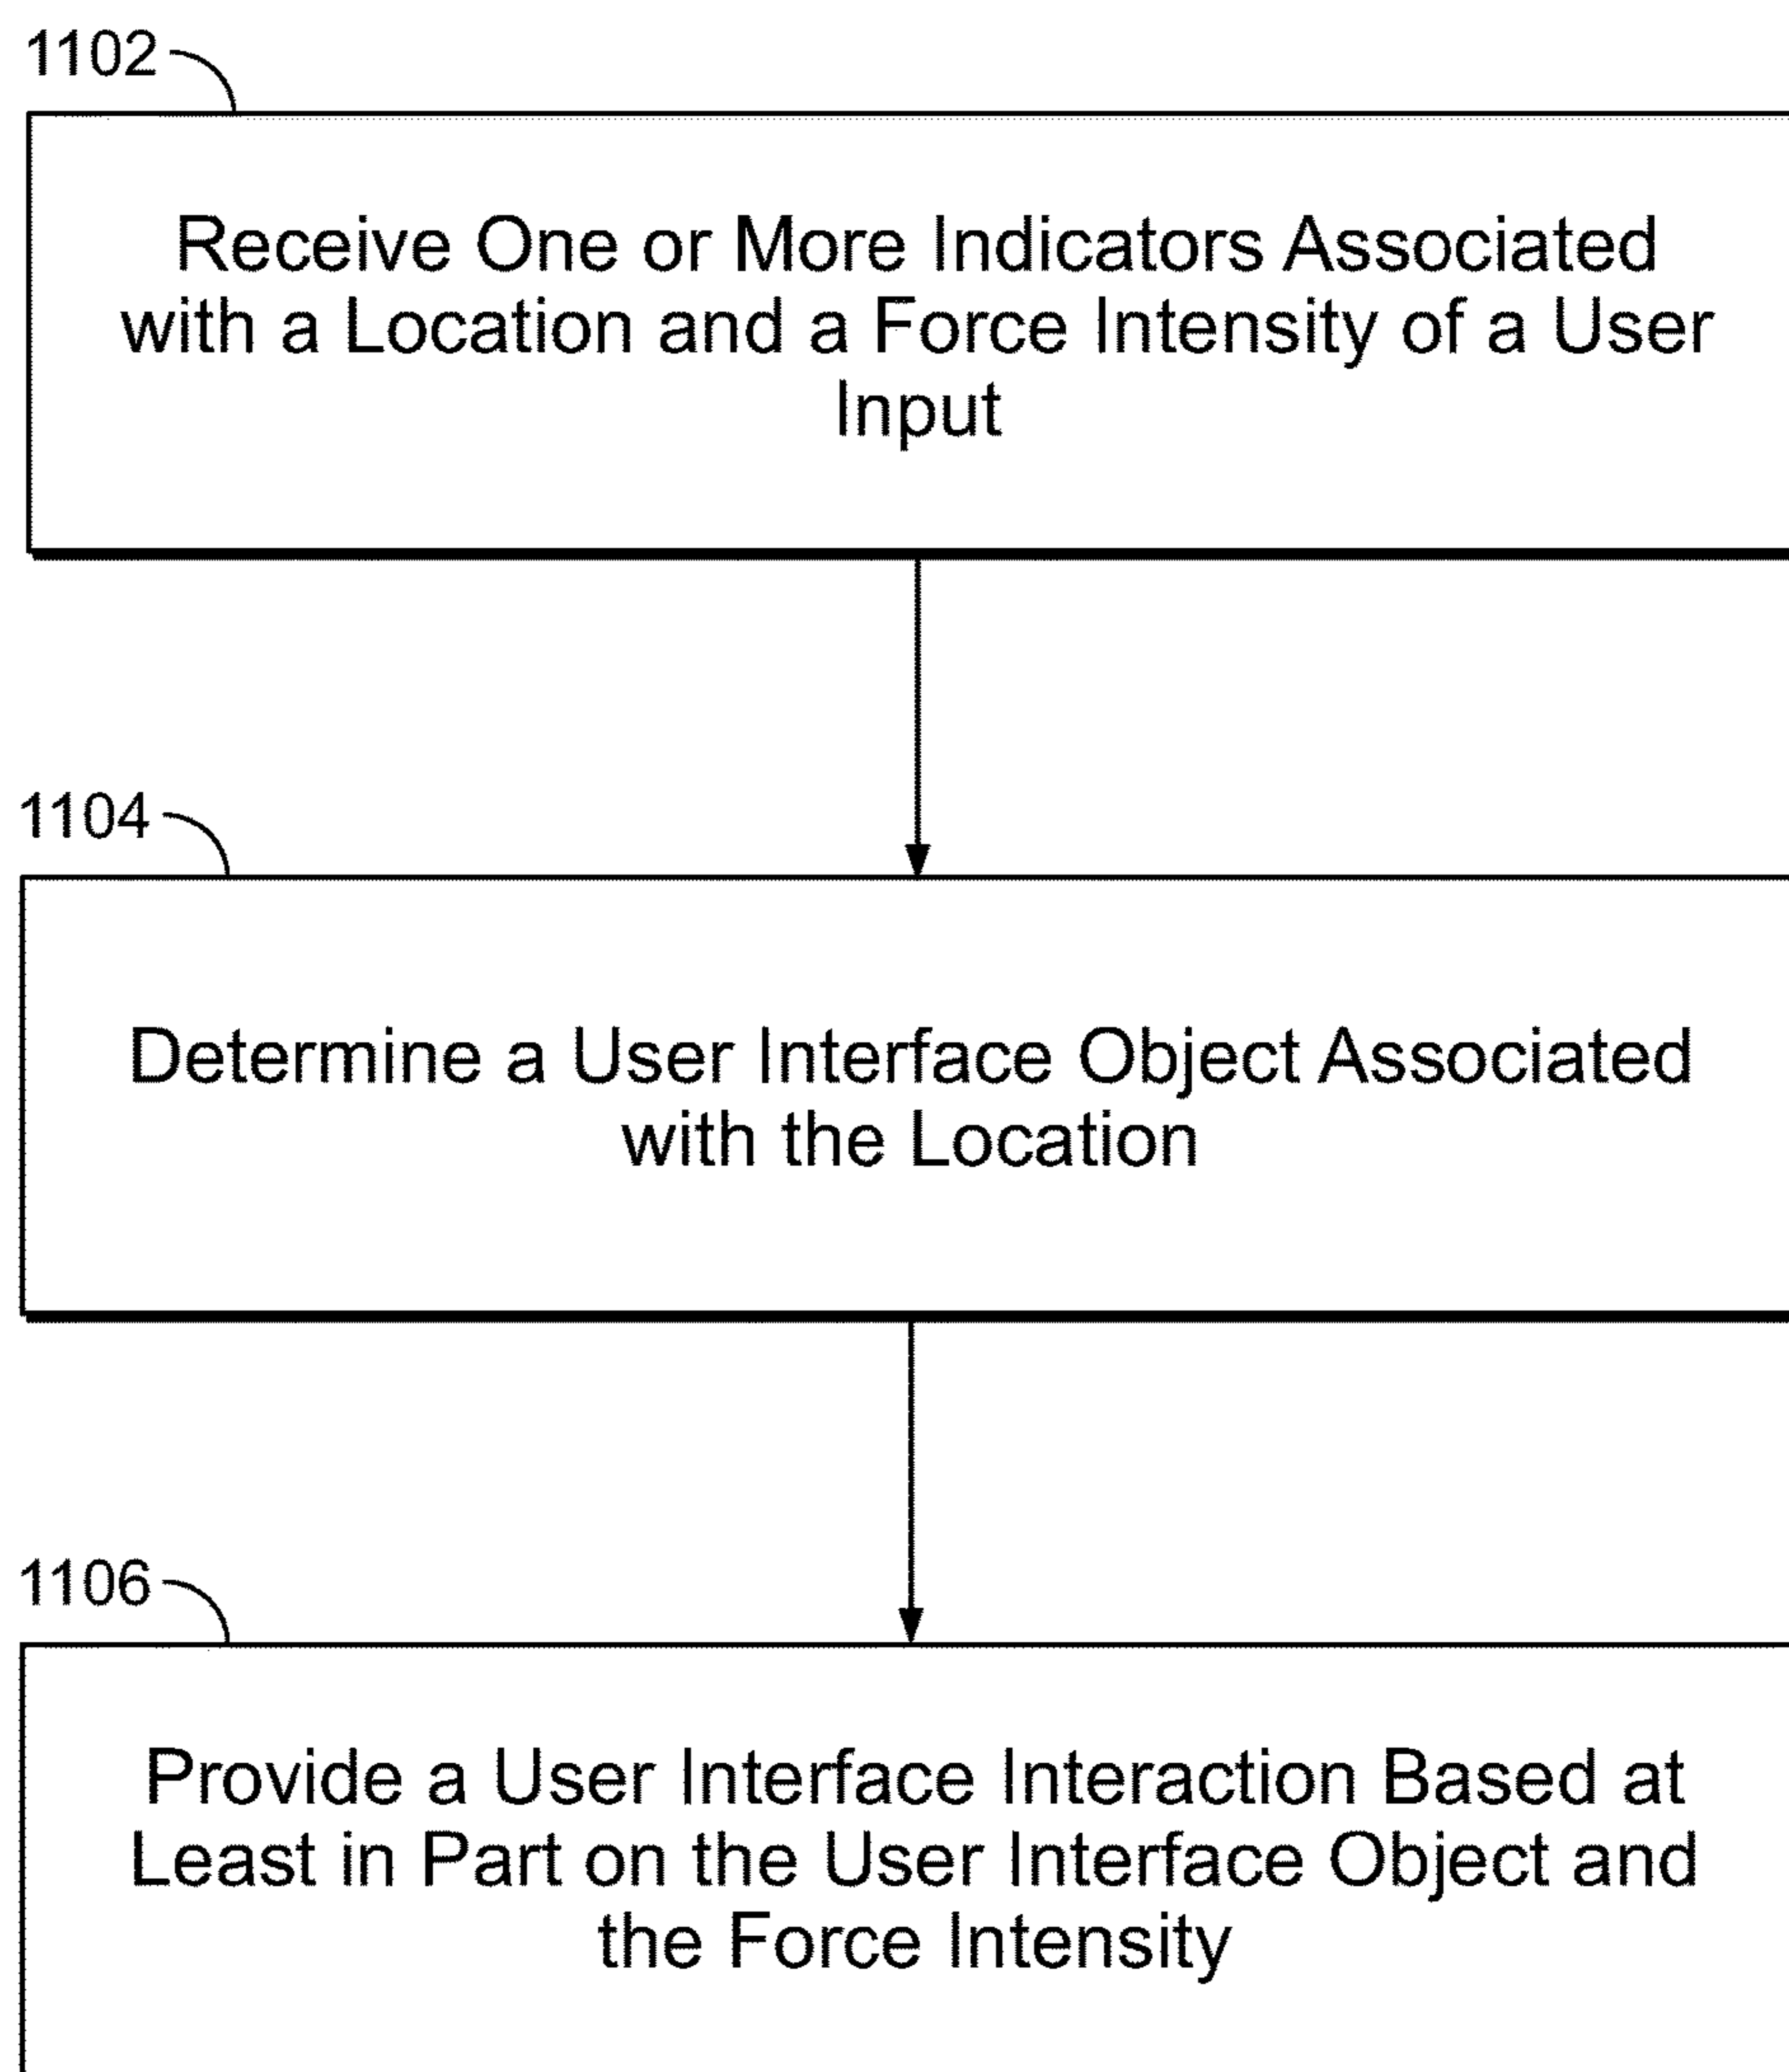 1102
Receive One or More Indicators Associated
with a Location and a Force Intensity of a User
Input
1104
Determine a User Interface Object Associated
with the Location
1106
Provide a User Interface Interaction Based at
Least in Part on the User Interface Object and
the Force Intensity